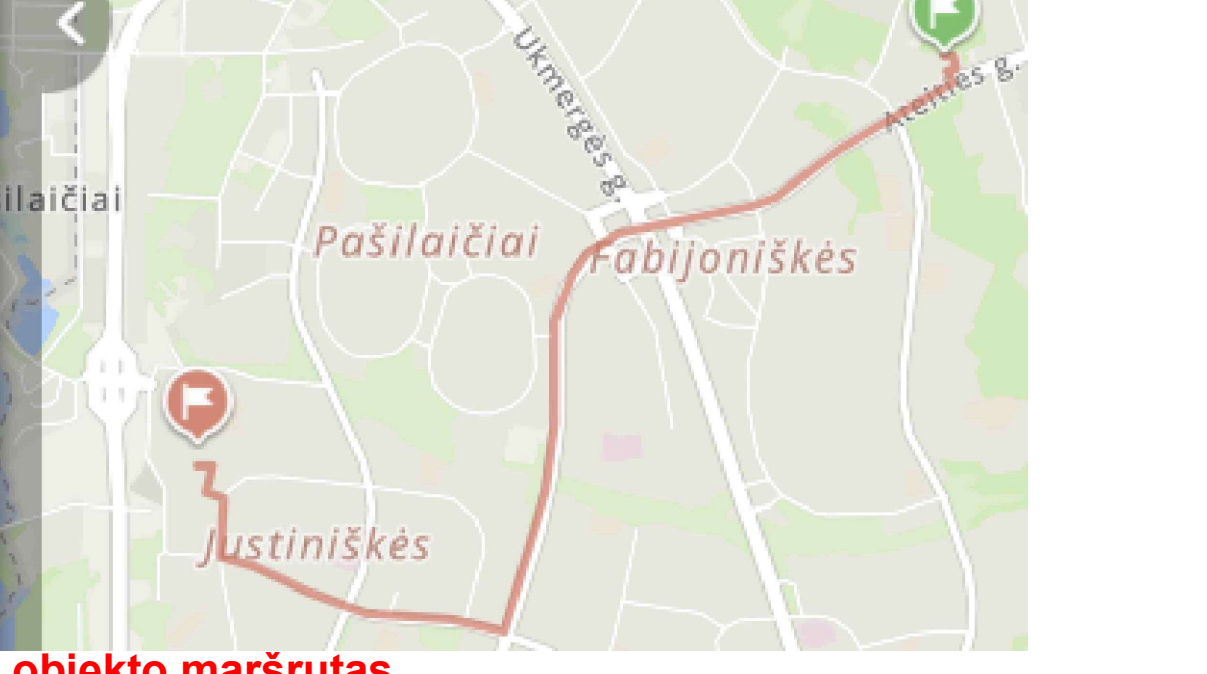 Ukmergės g.
Ateities g.
ilaičiai
Pašilaičiai
Fabijoniškės
Justiniškės
objekto maršrutas